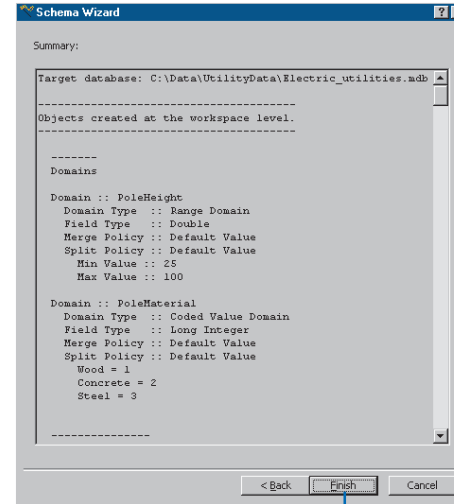 Schema Wizard
?
Summary:
Target database: C:\Data\UtilityData\Electric_utilities.mdb
------------------------------------
Objects created at the workspace level.
------------------------------------
-------
Domains
Domain :: PoleHeight
Domain Type :: Range Domain
Field Type :: Double
Merge Policy :: Default Value
Split Policy :: Default Value
Min Value :: 25
Max Value :: 100
Domain :: PoleMaterial
Domain Type :: Coded Value Domain
Field Type :: Long Integer
Merge Policy :: Default Value
Split Policy :: Default Value
Wood = 1
Concrete = 2
Steel = 3
---------------
< Back Finish Cancel